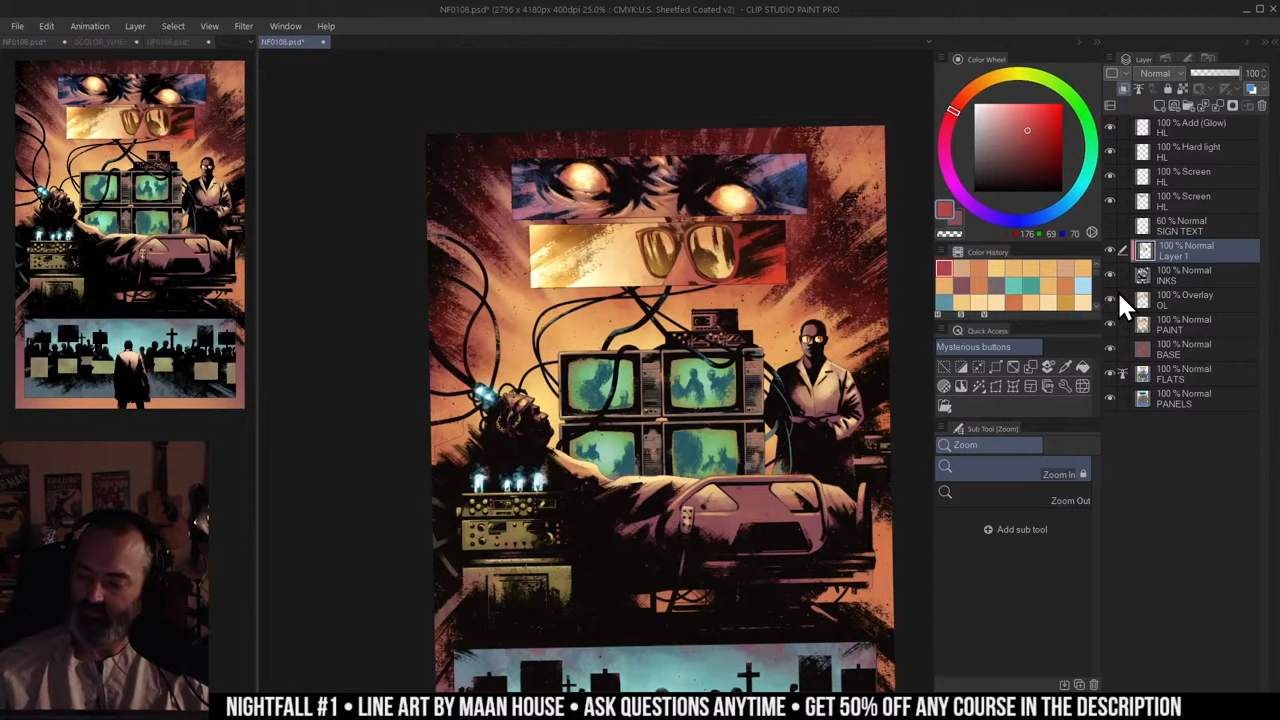 NF0108.psd* (2756 x 4180px 400dpi 25.0% : CMYK:U.S. Sheetfed Coated v2) - CLIP STUDIO PAINT PRO
File Edit Animation Layer Select View Filter Window Help
NF0108.psd*
Color Wheel
176 69 70
Color History
H S V
Quick Access
Mysterious buttons
Sub Tool [Zoom]
Zoom
Zoom In
Zoom Out
Add sub tool
Layer
Normal 100
100 % Add (Glow)
HL
100 % Hard light
HL
100 % Screen
HL
100 % Screen
HL
60 % Normal
SIGN TEXT
100 % Normal
Layer 1
100 % Normal
INKS
100 % Overlay
OL
100 % Normal
PAINT
100 % Normal
BASE
100 % Normal
FLATS
100 % Normal
PANELS
NIGHTFALL #1 • LINE ART BY MAAN HOUSE • ASK QUESTIONS ANYTIME • GET 50% OFF ANY COURSE IN THE DESCRIPTION